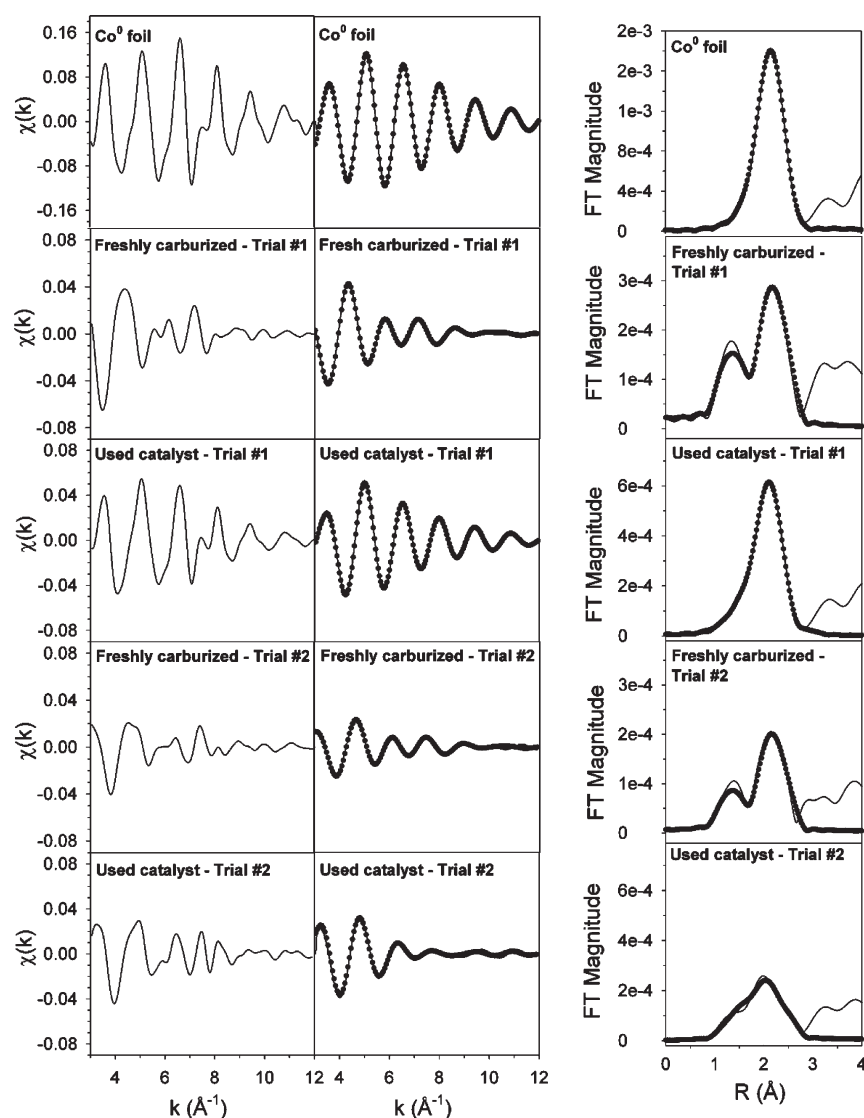 Co⁰ foil
0.16
0.08
0.00
-0.08
-0.16
χ(k)
Freshly carburized - Trial #1
0.08
0.04
0.00
-0.04
-0.08
χ(k)
Used catalyst - Trial #1
0.08
0.04
0.00
-0.04
-0.08
χ(k)
Freshly carburized - Trial #2
0.08
0.04
0.00
-0.04
-0.08
χ(k)
Used catalyst - Trial #2
0.08
0.04
0.00
-0.04
-0.08
χ(k)
4 6 8 10 12
k (Å⁻¹)
Co⁰ foil
Fresh carburized - Trial #1
Used catalyst - Trial #1
Freshly carburized - Trial #2
Used catalyst - Trial #2
4 6 8 10 12
k (Å⁻¹)
Co⁰ foil
2e-3
2e-3
1e-3
8e-4
4e-4
0
FT Magnitude
Freshly carburized -
Trial #1
3e-4
2e-4
1e-4
0
FT Magnitude
Used catalyst - Trial #1
6e-4
4e-4
2e-4
0
FT Magnitude
Freshly carburized -
Trial #2
3e-4
2e-4
1e-4
0
FT Magnitude
Used catalyst - Trial #2
6e-4
4e-4
2e-4
0
FT Magnitude
0 1 2 3 4
R (Å)